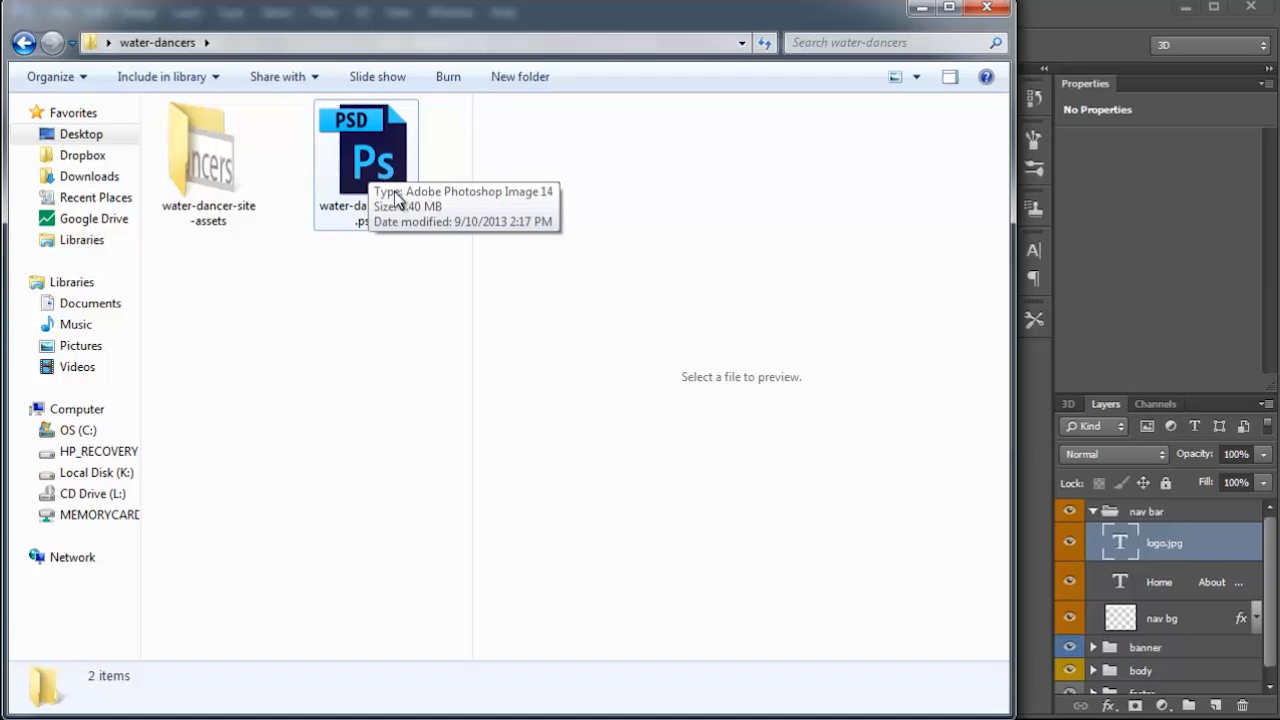 water-dancers
Search water-dancers
3D
Organize
Include in library
Share with
Slide show
Burn
New folder
Properties
No Properties
Favorites
Desktop
Dropbox
Downloads
Recent Places
Google Drive
Libraries
Libraries
Documents
Music
Pictures
Videos
Computer
OS (C:)
HP_RECOVERY
Local Disk (K:)
CD Drive (L:)
MEMORYCARD
Network
ncers
water-dancer-site
-assets
PSD
Ps
Adobe Photoshop Image 14
Date modified: 9/10/2013 2:17 PM
Select a file to preview.
2 items
3D
Layers
Channels
Kind
Normal
Opacity: 100%
Lock:
Fill: 100%
nav bar
T
logo.jpg
T
Home About ...
nav bg
fx
banner
body
fx.